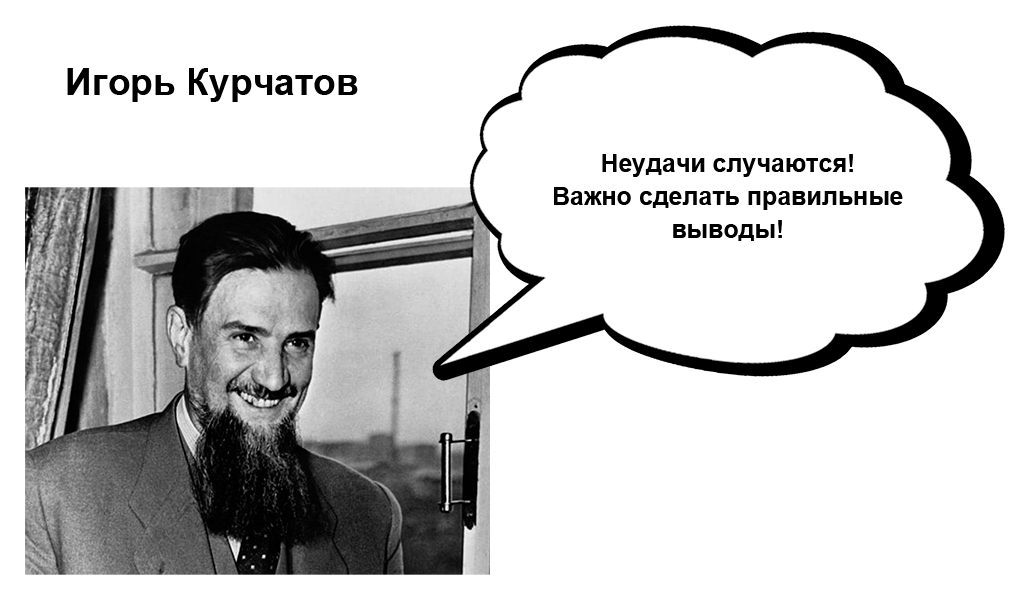 Игорь Курчатов
Неудачи случаются!
Важно сделать правильные
выводы!